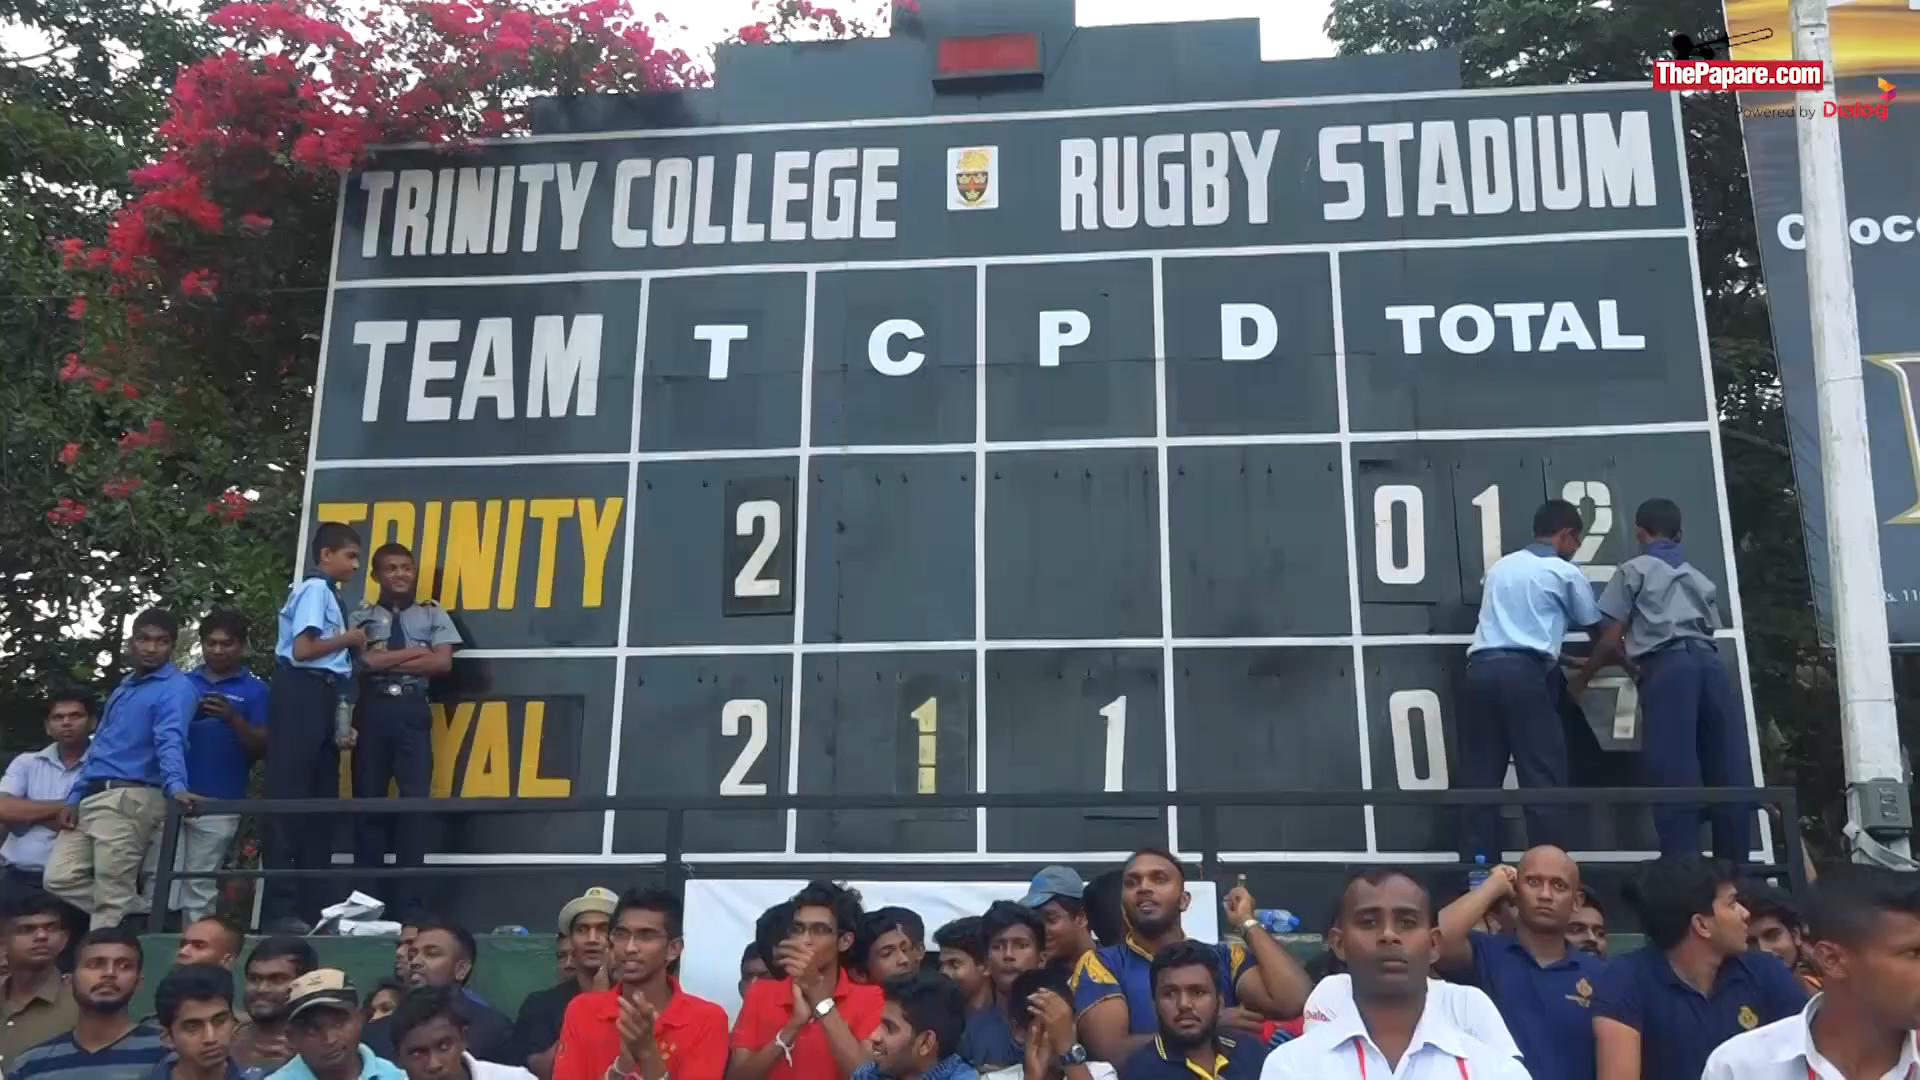 ThePapare.com
Powered by Dialog
TRINITY COLLEGE RUGBY STADIUM
TEAM T C P D TOTAL
TRINITY 2 0 1 2
YAL 2 1 1 0 7